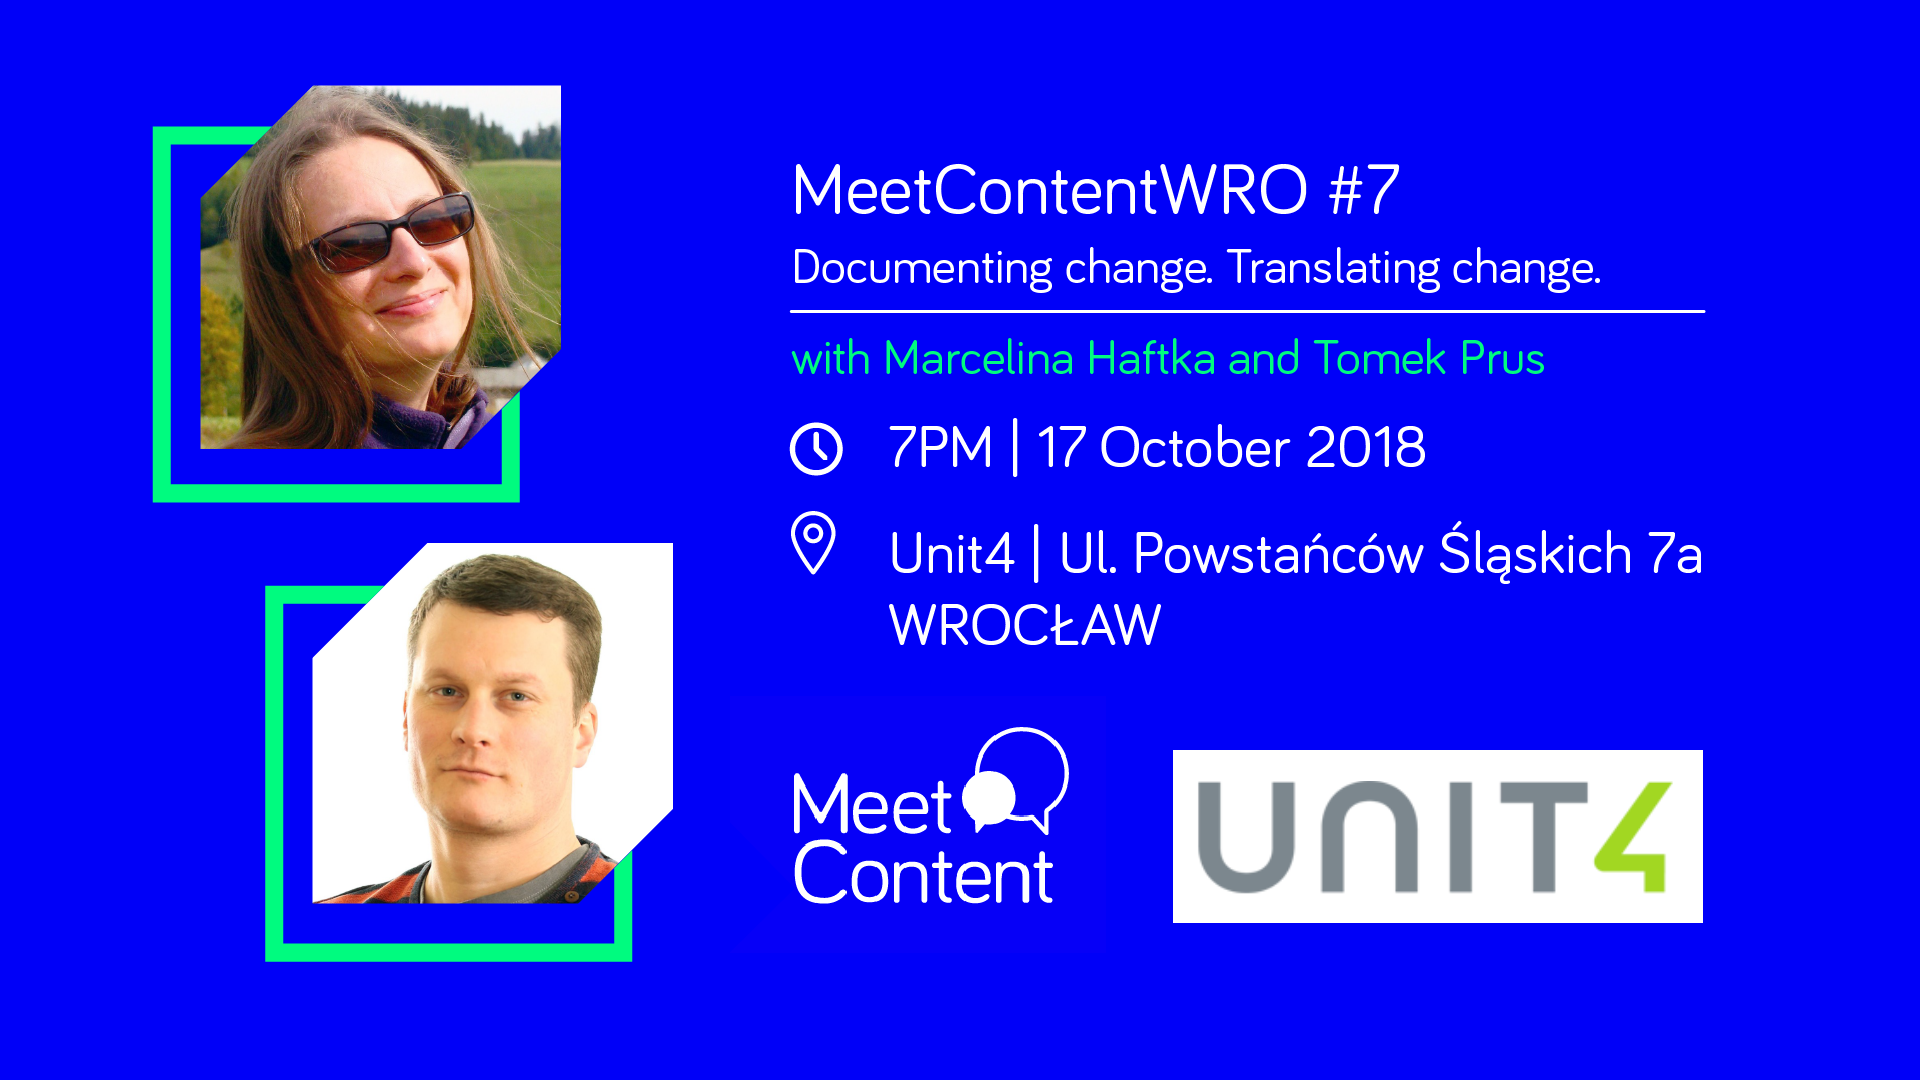 MeetContentWRO #7
Documenting change. Translating change.
with Marcelina Haftka and Tomek Prus
7PM | 17 October 2018
Unit4 | Ul. Powstańców Śląskich 7a
WROCŁAW
Meet
Content
UNIT4